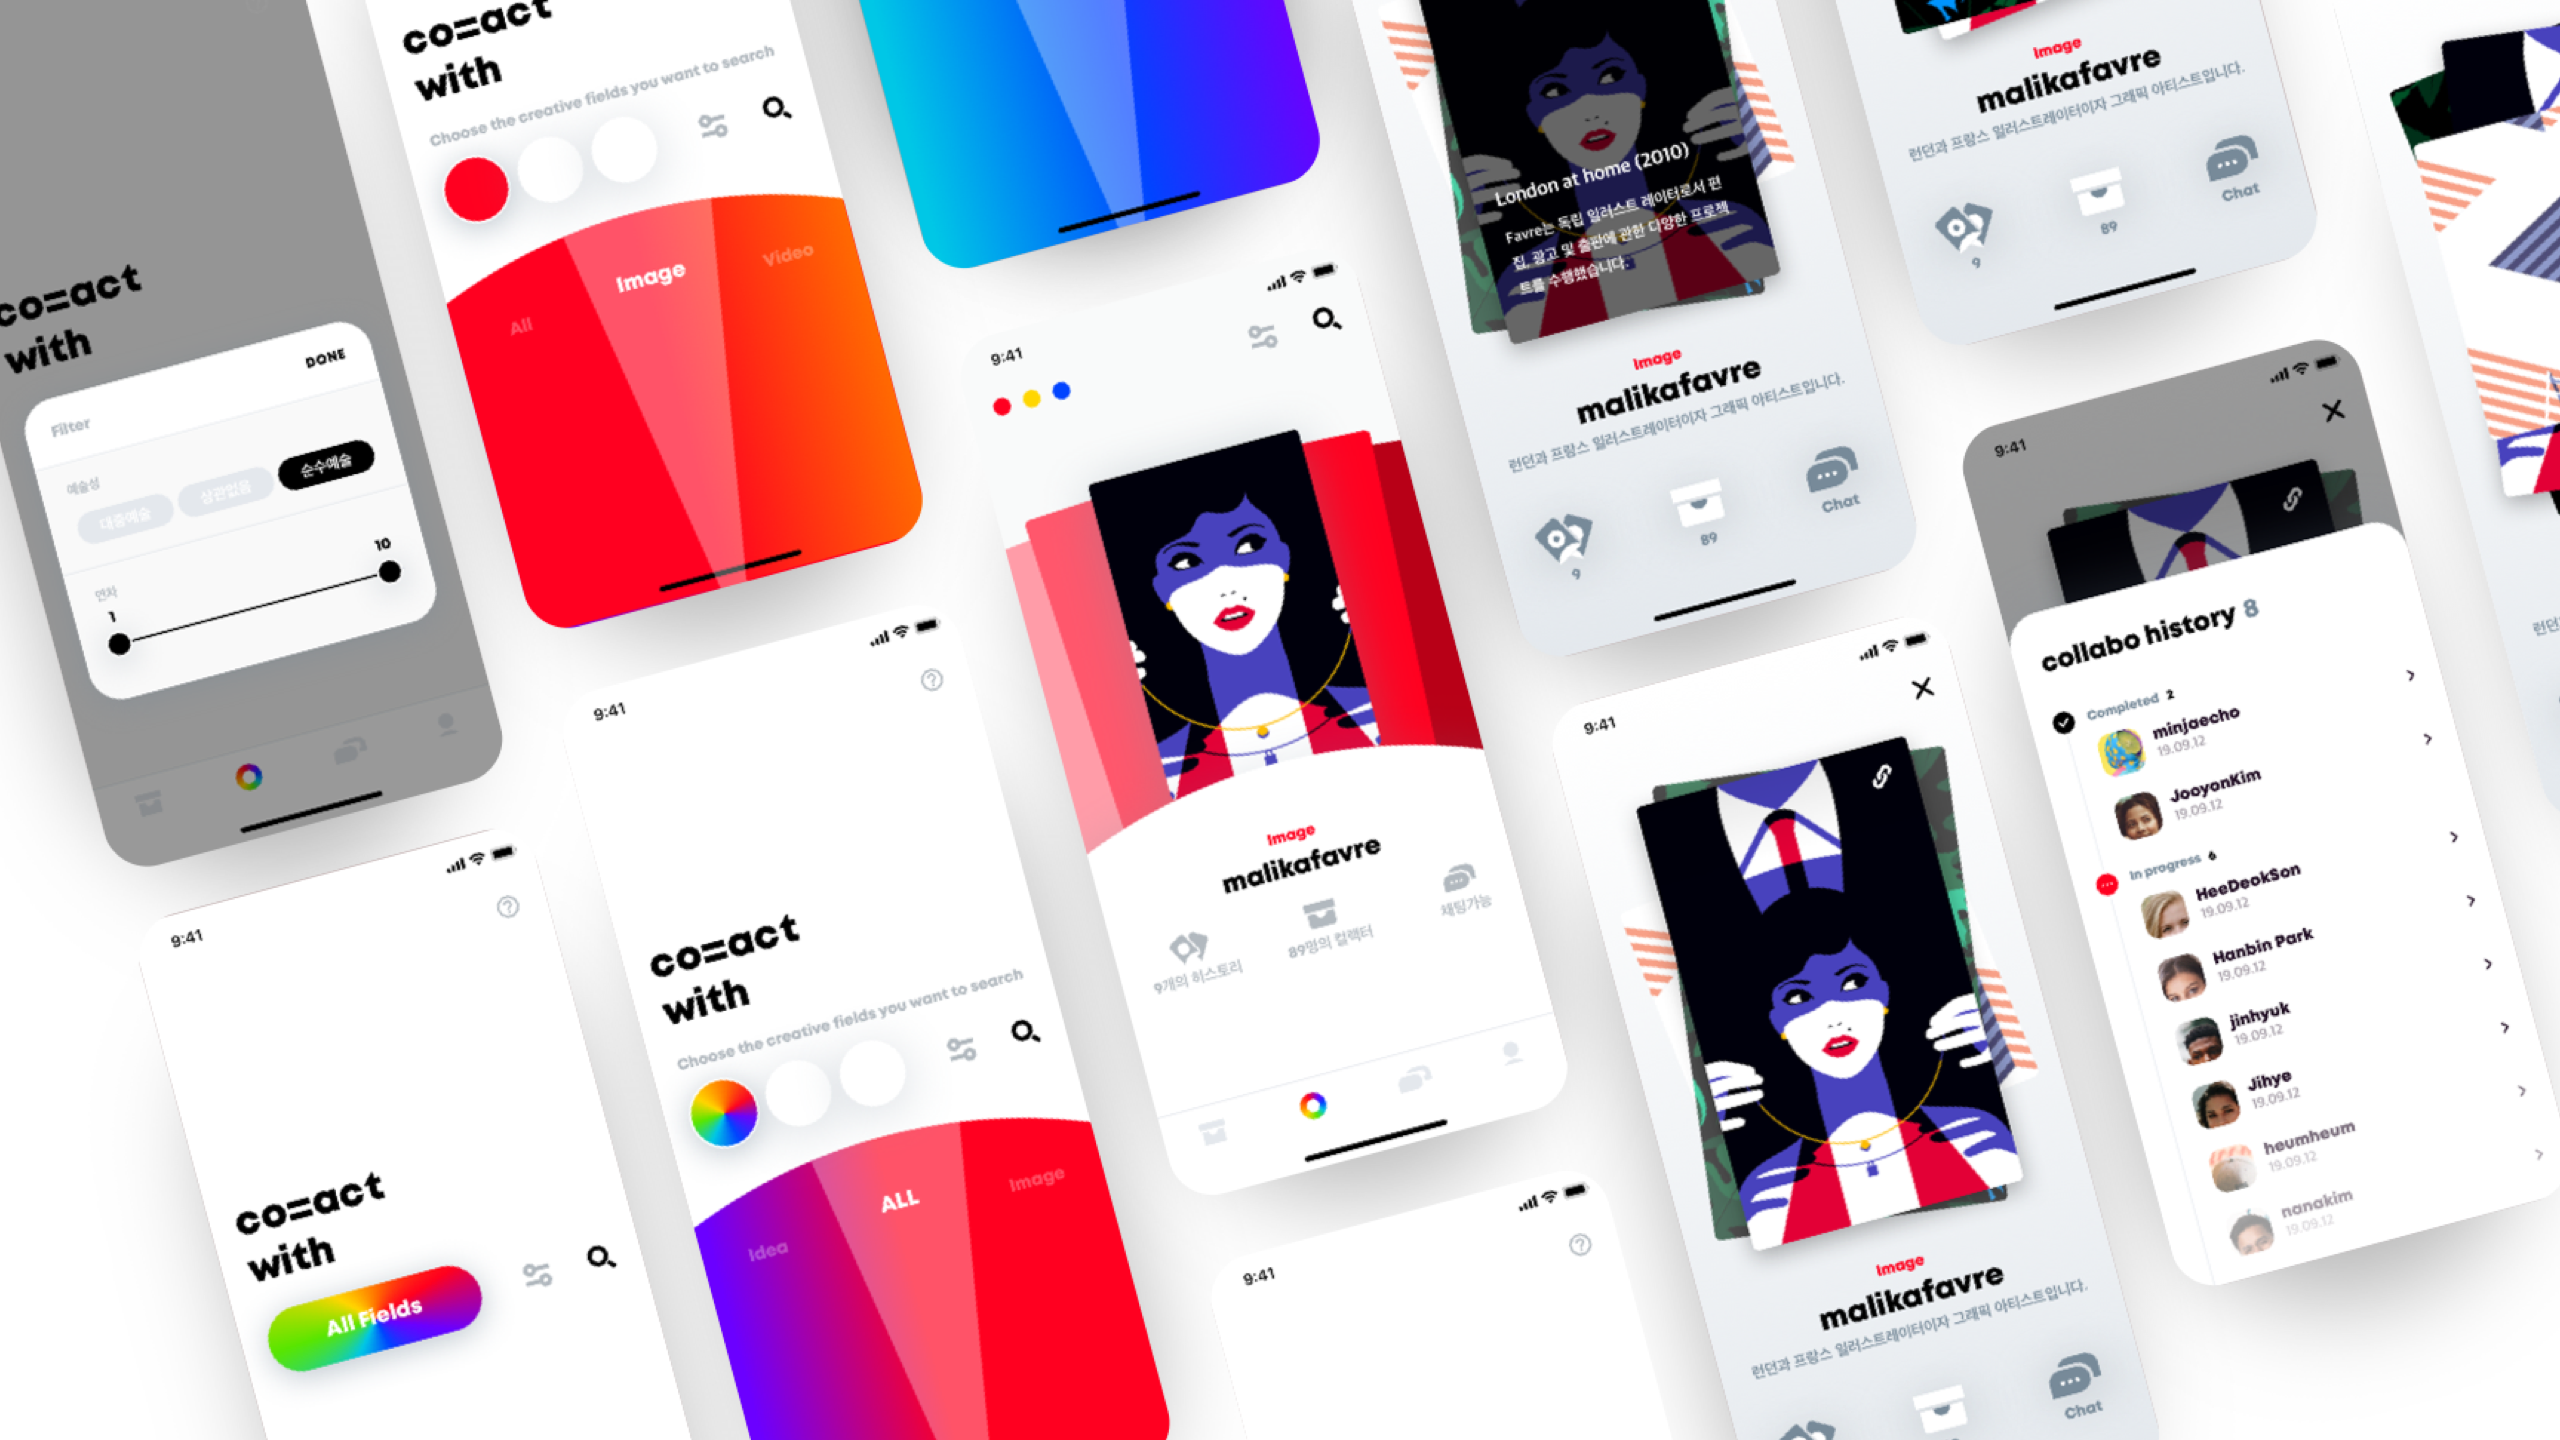 co=act
with
DONE
Filter
예술성
대중예술
상관없음
순수예술
연차
1
10
co=act
with
Choose the creative fields you want to search
All
Image
Video
9:41
co=act
with
All Fields
9:41
co=act
with
Choose the creative fields you want to search
Idea
ALL
Image
9:41
Image
malikafavre
9개의 히스토리
89명의 컬렉터
채팅가능
9:41
London at home (2010)
Favre는 독립 일러스트 레이터로서 편
집, 광고 및 출판에 관한 다양한 프로젝
트를 수행했습니다.
Image
malikafavre
런던과 프랑스 일러스트레이터이자 그래픽 아티스트입니다.
9
89
Chat
9:41
Image
malikafavre
런던과 프랑스 일러스트레이터이자 그래픽 아티스트입니다.
Chat
Image
malikafavre
런던과 프랑스 일러스트레이터이자 그래픽 아티스트입니다.
9
89
Chat
9:41
collabo history 8
Completed 2
minjaecho
19.09.12
JooyonKim
19.09.12
In progress 6
HeeDeokSon
19.09.12
Hanbin Park
19.09.12
jinhyuk
19.09.12
Jihye
19.09.12
heumheum
19.09.12
nanakim
19.09.12
런던